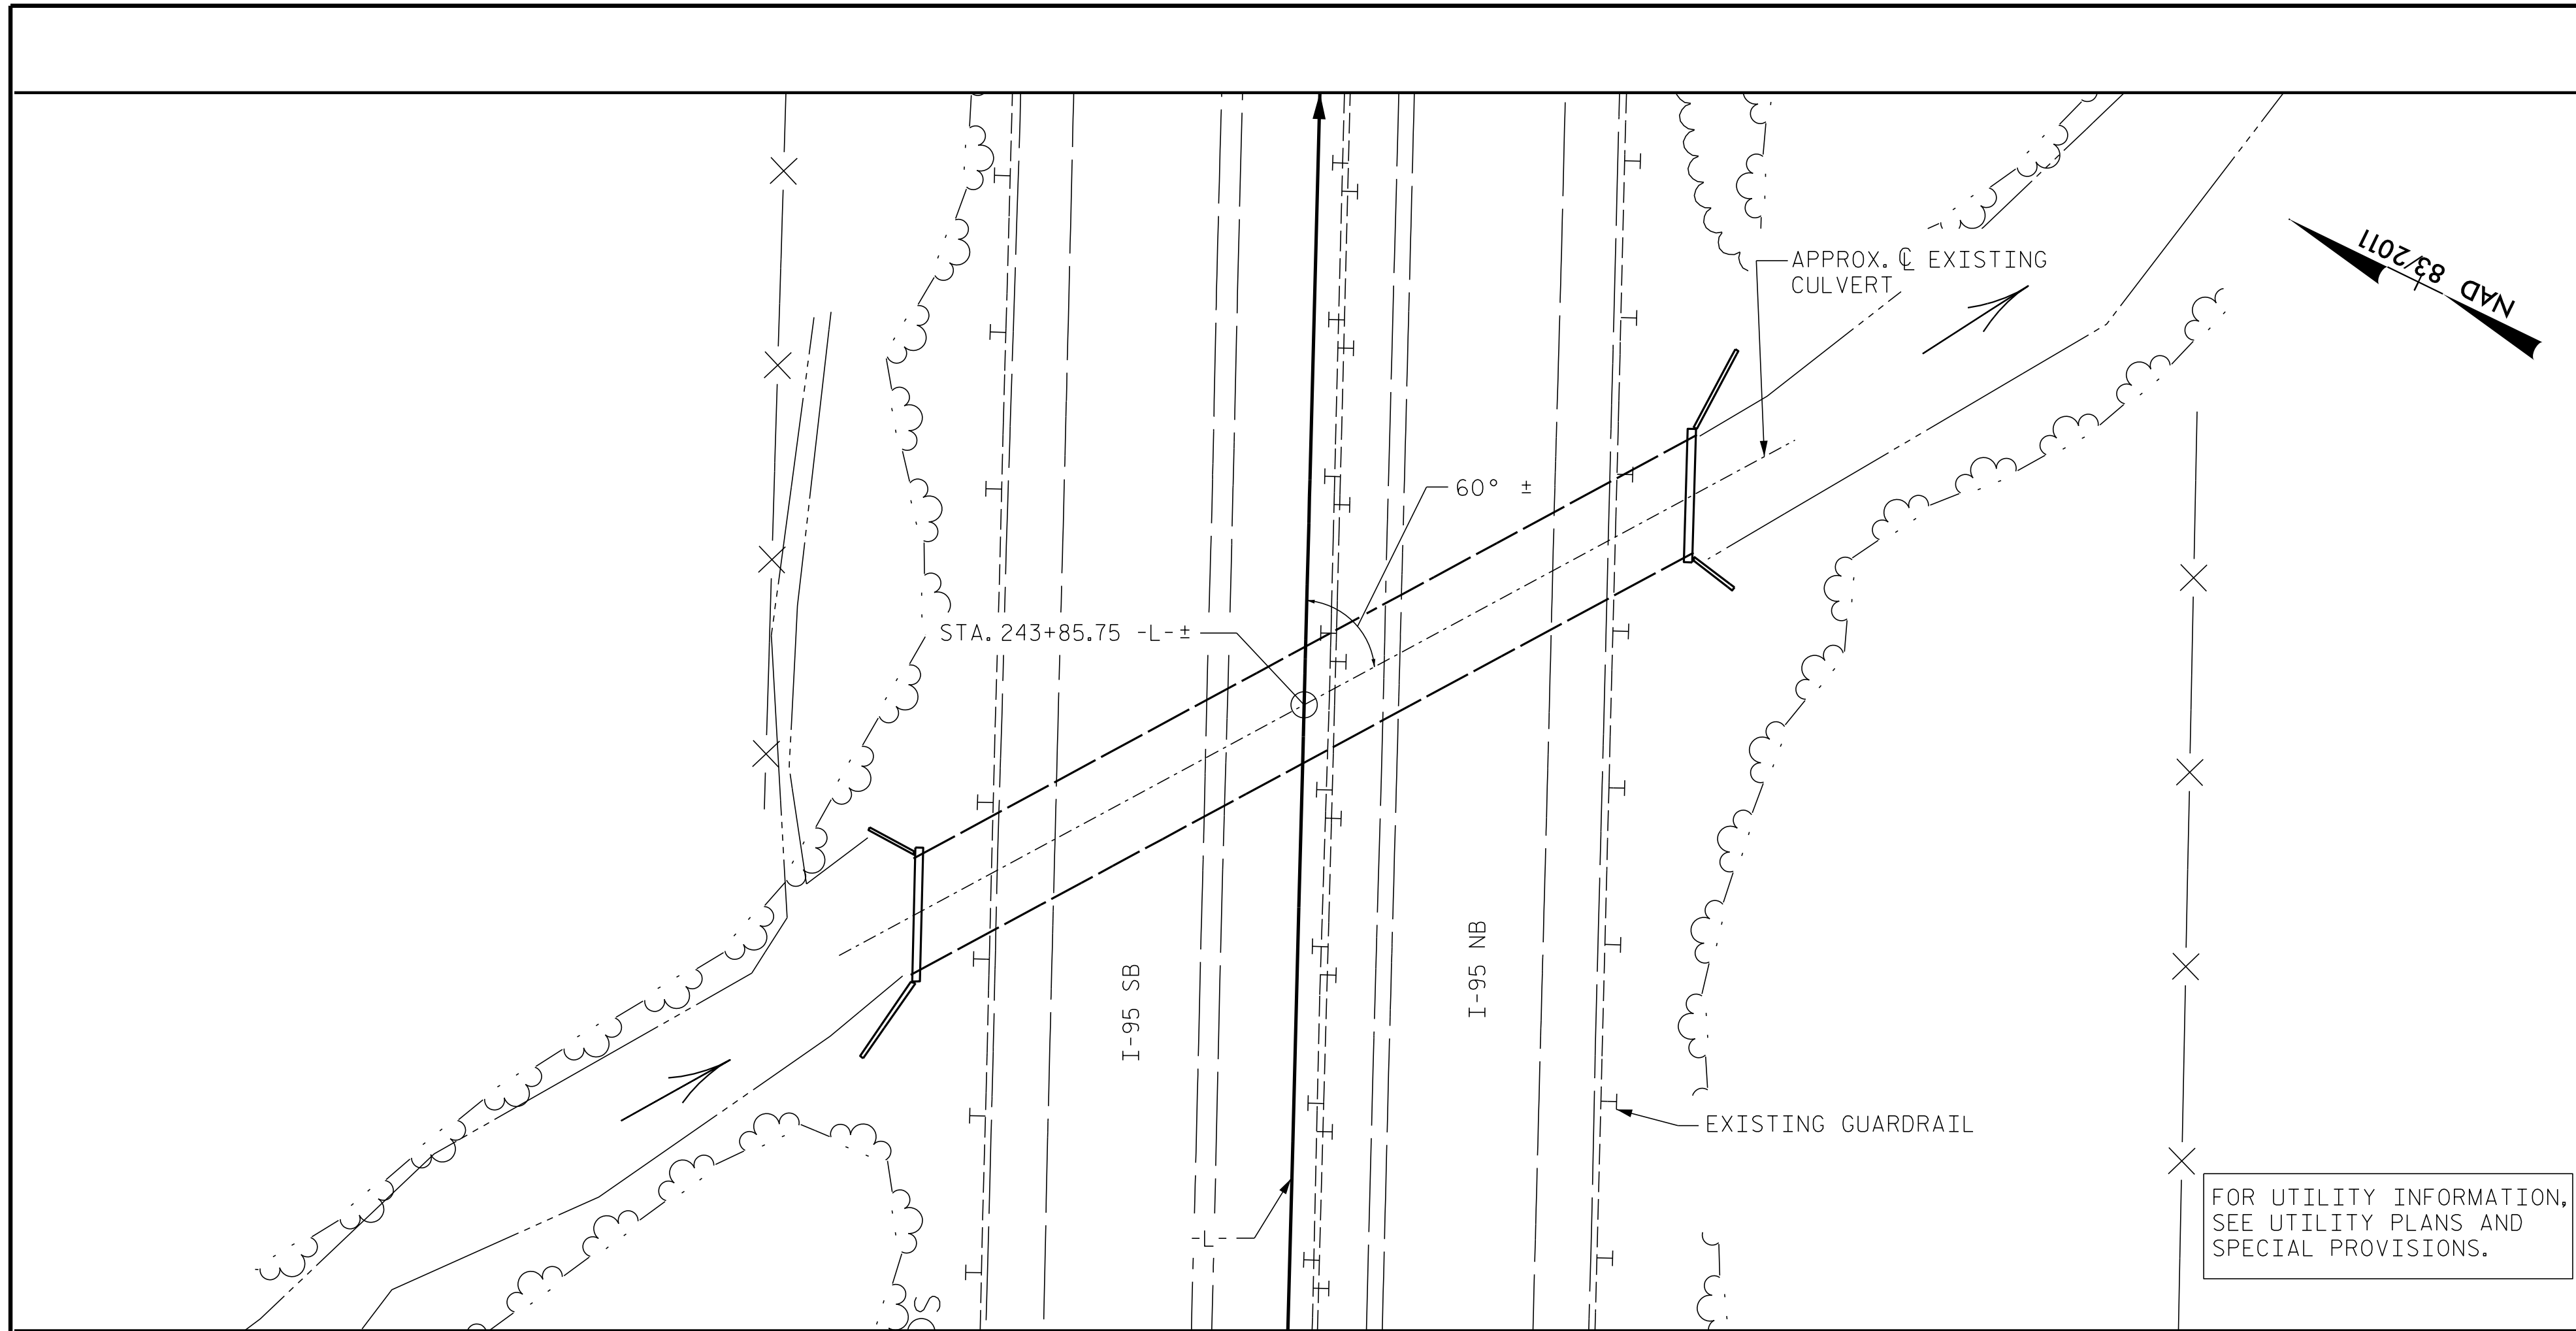 NAD 83/2011
APPROX. ℄ EXISTING
CULVERT
60° ±
STA. 243+85.75 -L-±
I-95 SB
I-95 NB
EXISTING GUARDRAIL
-L-
FOR UTILITY INFORMATION,
SEE UTILITY PLANS AND
SPECIAL PROVISIONS.